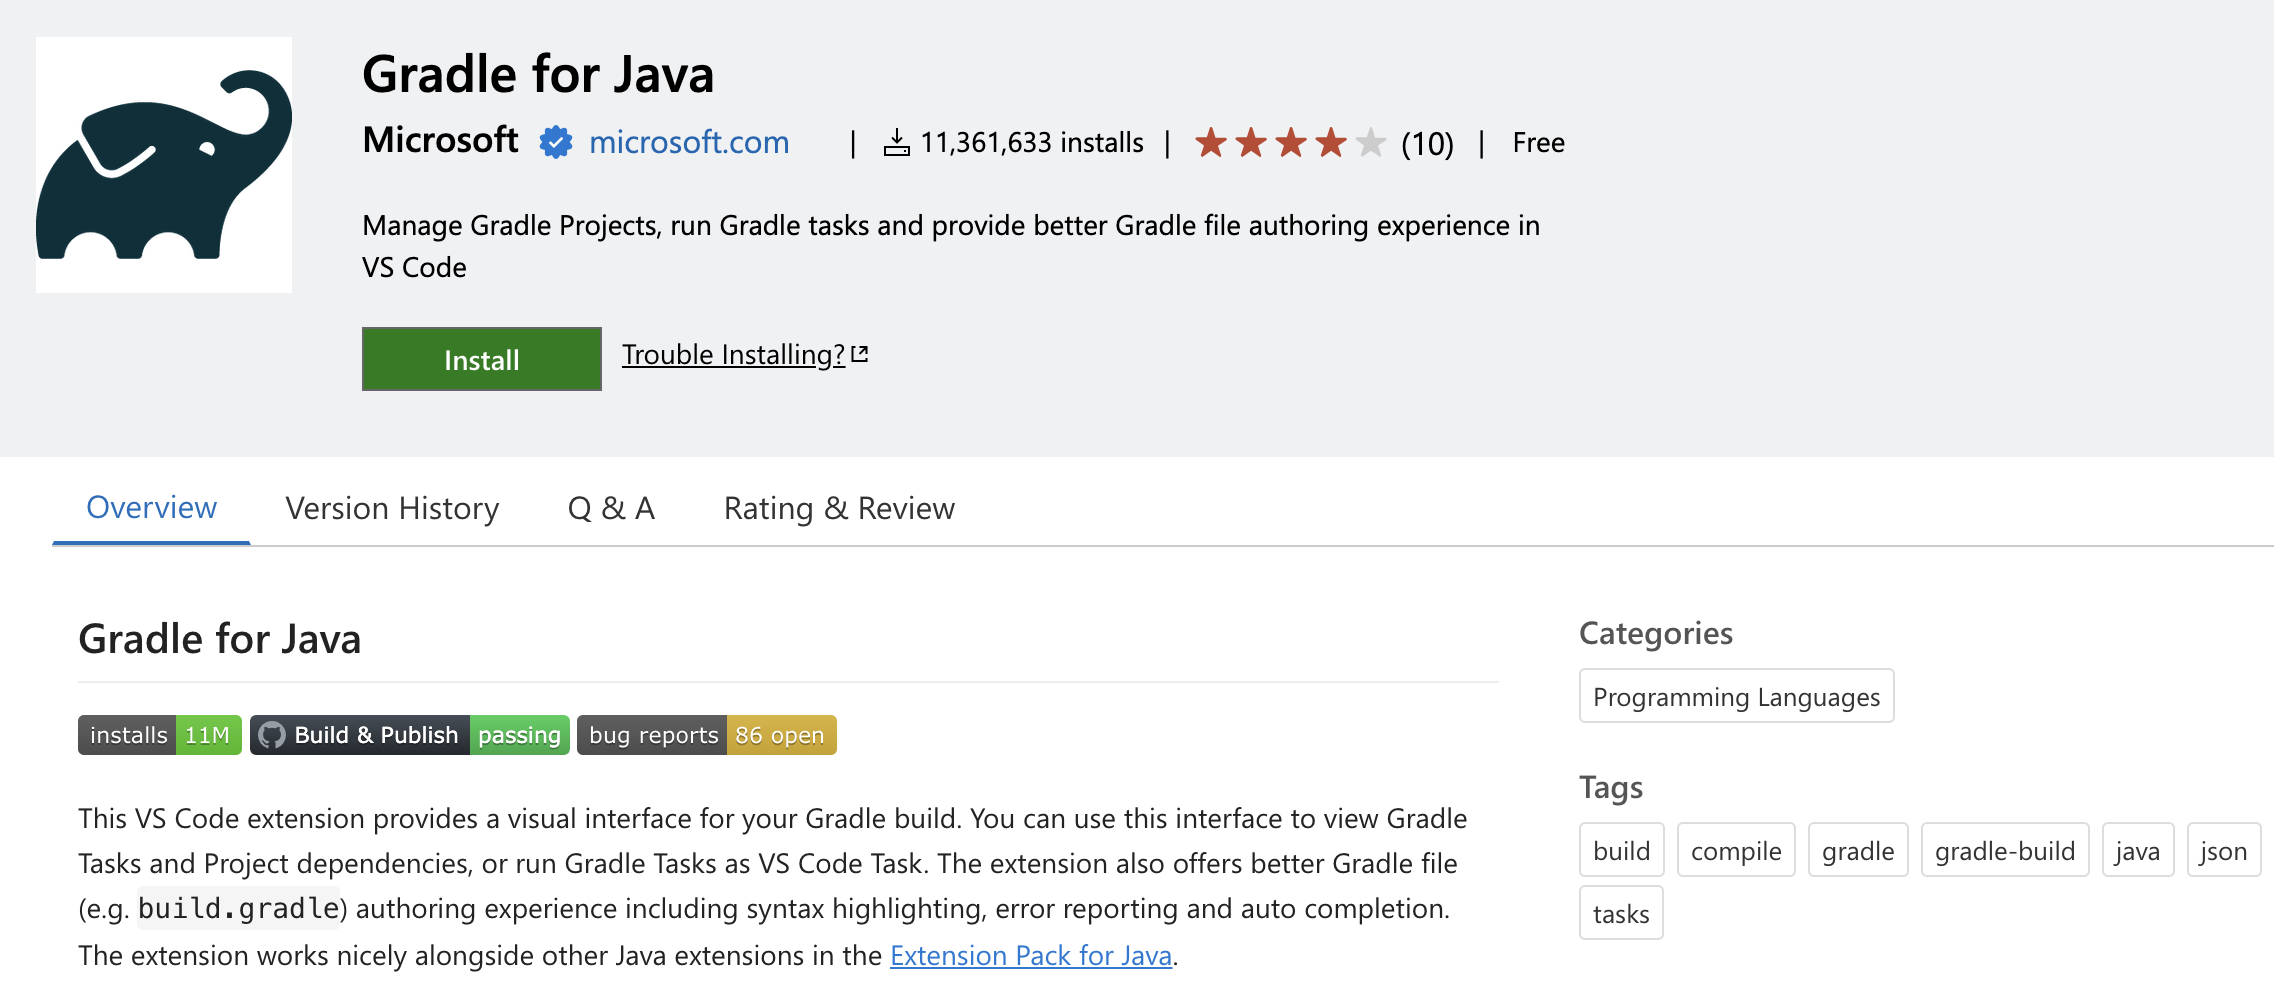 Gradle for Java
Microsoft microsoft.com | 11,361,633 installs | (10) | Free
Manage Gradle Projects, run Gradle tasks and provide better Gradle file authoring experience in
VS Code
Install Trouble Installing?
Overview Version History Q & A Rating & Review
Gradle for Java
installs 11M Build & Publish passing bug reports 86 open
This VS Code extension provides a visual interface for your Gradle build. You can use this interface to view Gradle
Tasks and Project dependencies, or run Gradle Tasks as VS Code Task. The extension also offers better Gradle file
(e.g. build.gradle) authoring experience including syntax highlighting, error reporting and auto completion.
The extension works nicely alongside other Java extensions in the Extension Pack for Java.
Categories
Programming Languages
Tags
build compile gradle gradle-build java json
tasks